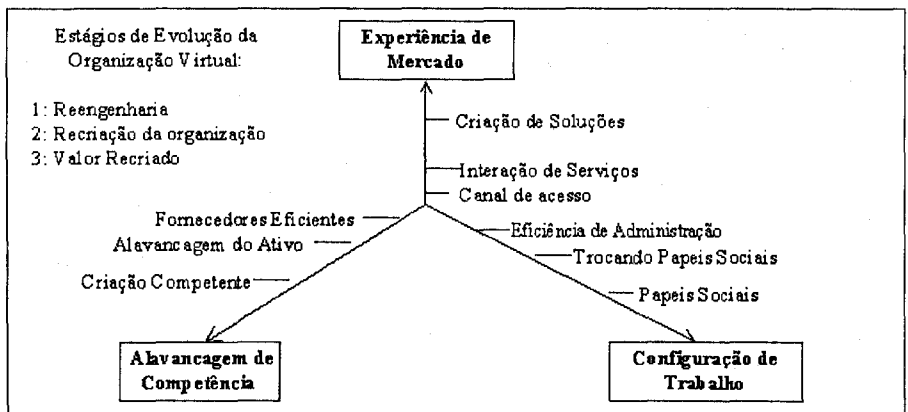 Estágios de Evolução da
Organização Virtual:
1: Reengenharia
2: Recriação da organização
3: Valor Recriado
Experiência de
Mercado
Criação de Soluções
Interação de Serviços
Canal de acesso
Fornecedores Eficientes
Alavancagem do Ativo
Criação Competente
Eficiência de Administração
Trocando Papeis Sociais
Papeis Sociais
Alavancagem de
Competência
Configuração de
Trabalho